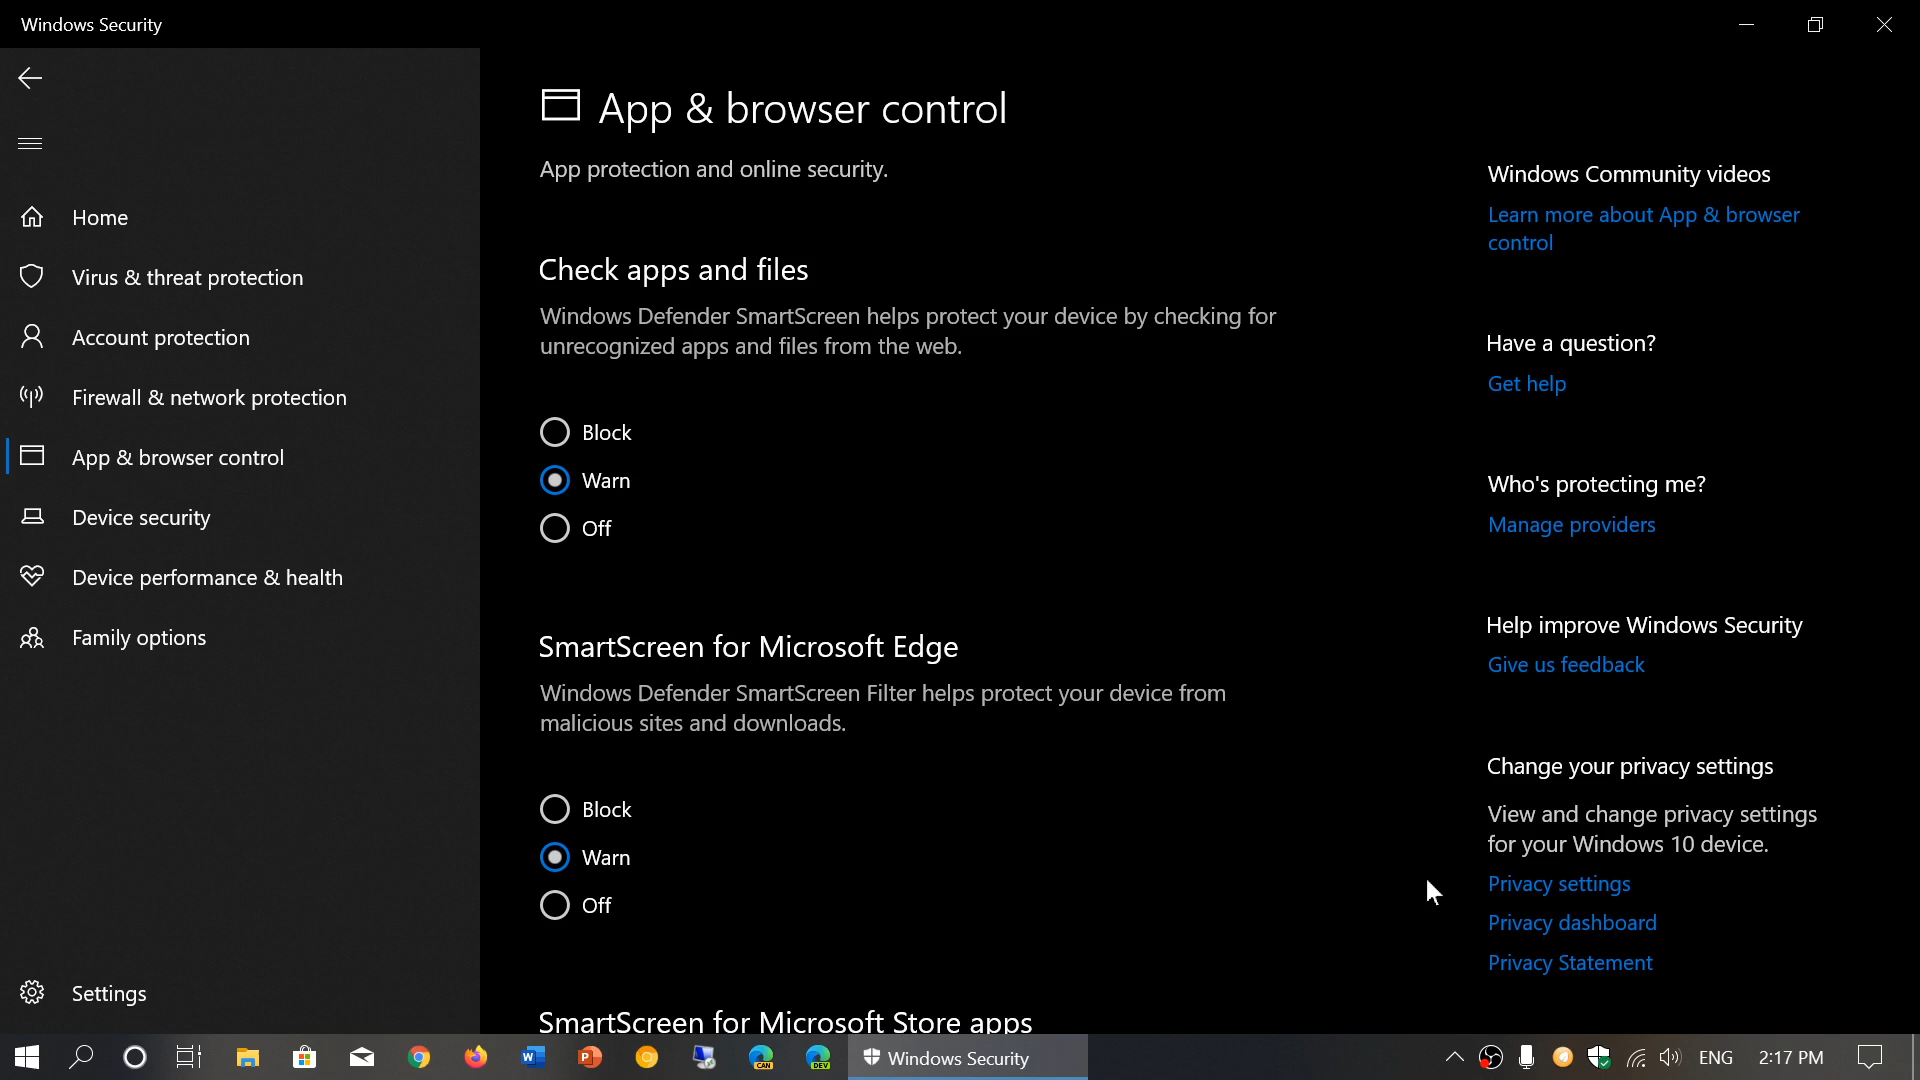 Windows Security
Home
Virus & threat protection
Account protection
Firewall & network protection
App & browser control
Device security
Device performance & health
Family options
Settings
App & browser control
App protection and online security.
Check apps and files
Windows Defender SmartScreen helps protect your device by checking for
unrecognized apps and files from the web.
Block
Warn
Off
SmartScreen for Microsoft Edge
Windows Defender SmartScreen Filter helps protect your device from
malicious sites and downloads.
Block
Warn
Off
SmartScreen for Microsoft Store apps
Windows Community videos
Learn more about App & browser
control
Have a question?
Get help
Who's protecting me?
Manage providers
Help improve Windows Security
Give us feedback
Change your privacy settings
View and change privacy settings
for your Windows 10 device.
Privacy settings
Privacy dashboard
Privacy Statement
W
P
CAN
DEV
Windows Security
ENG
2:17 PM